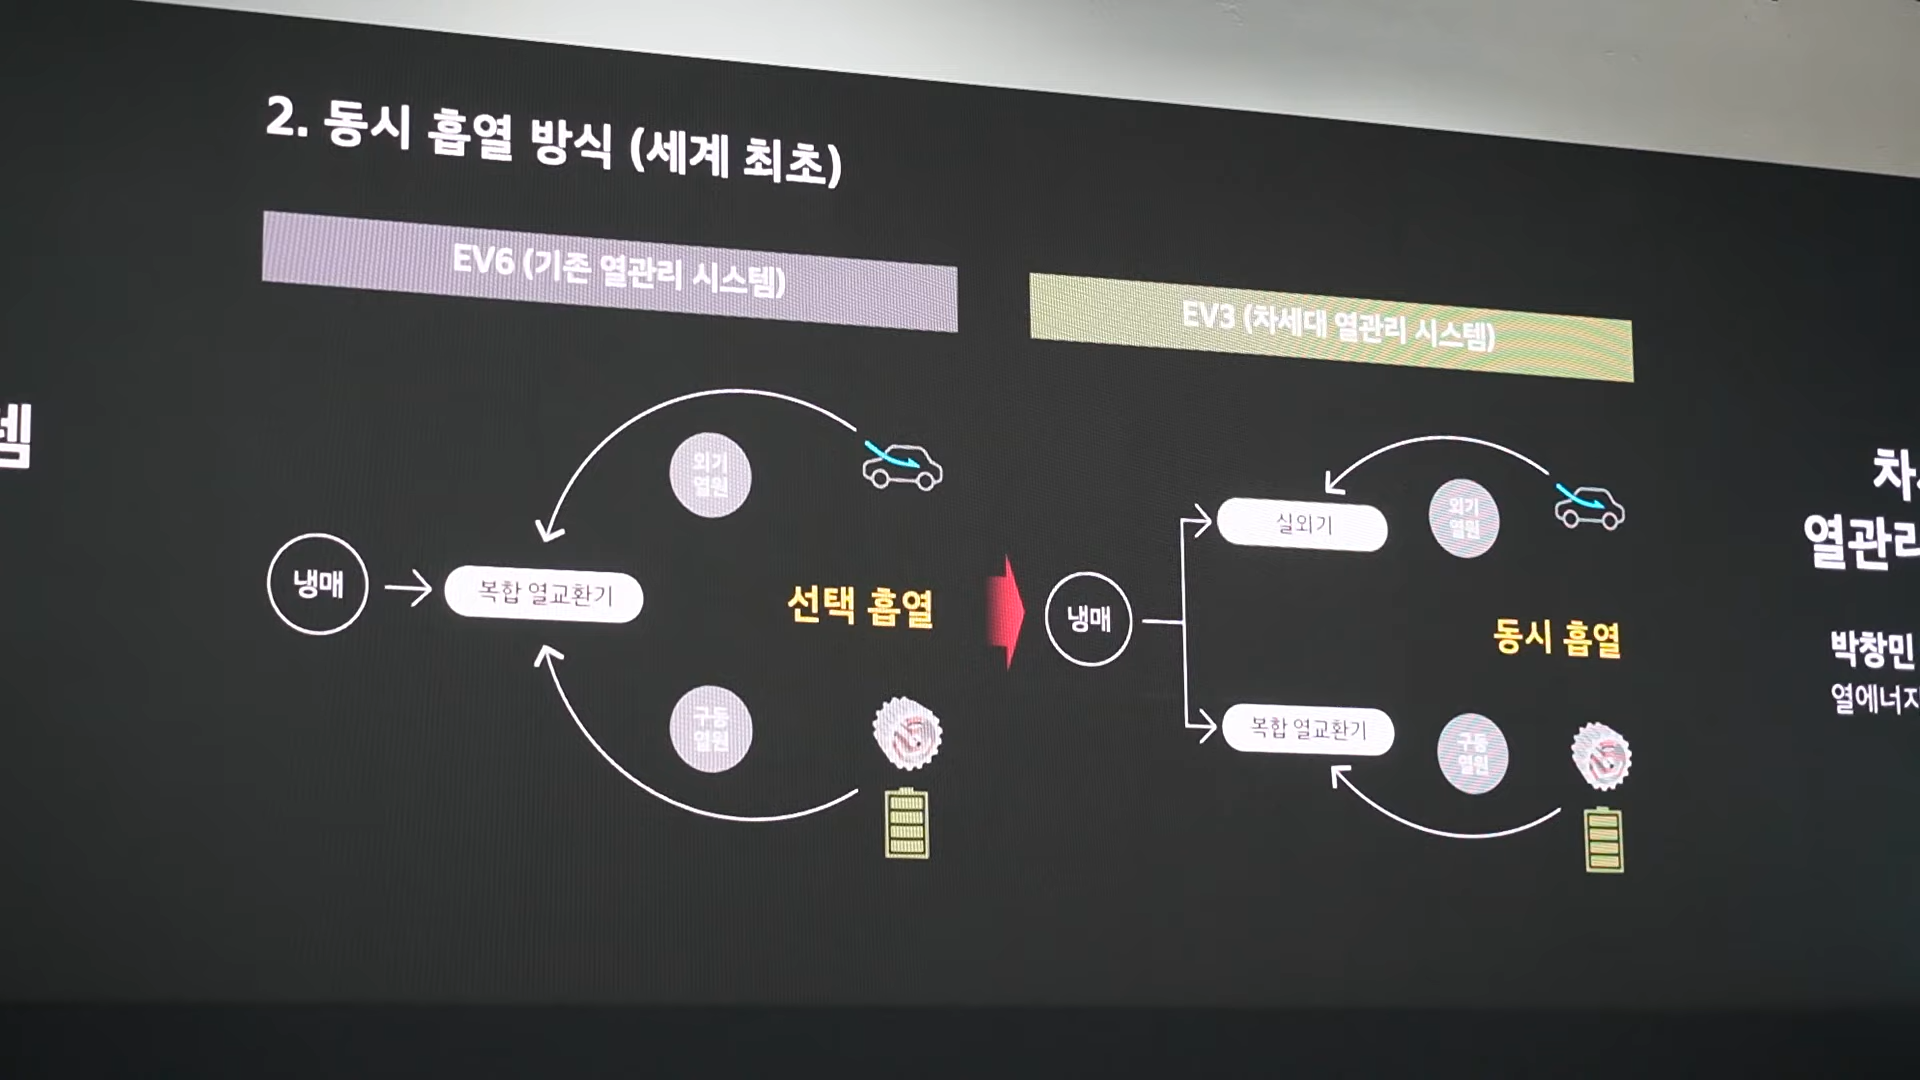 2. 동시 흡열 방식 (세계 최초)
EV6 (기존 열관리 시스템)
외기
열원
냉매
복합 열교환기
선택 흡열
구동
열원
EV3 (차세대 열관리 시스템)
실외기
외기
열원
냉매
동시 흡열
복합 열교환기
구동
열원
열관리
박창민